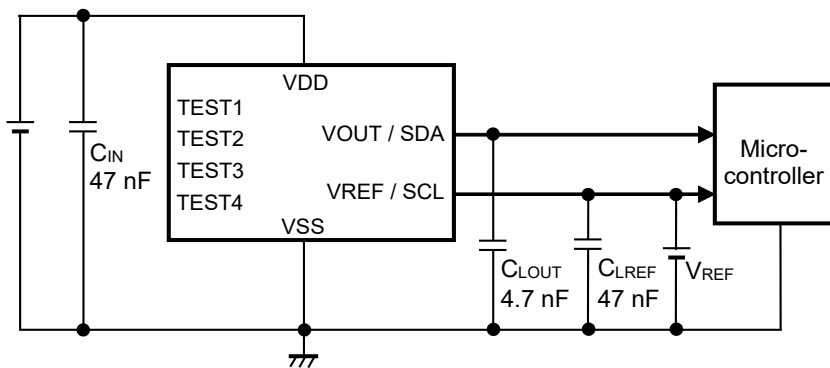 VDD
TEST1
TEST2
TEST3
TEST4
VOUT / SDA
VREF / SCL
VSS
CIN
47 nF
CLOUT
4.7 nF
CLREF
47 nF
VREF
Micro-
controller